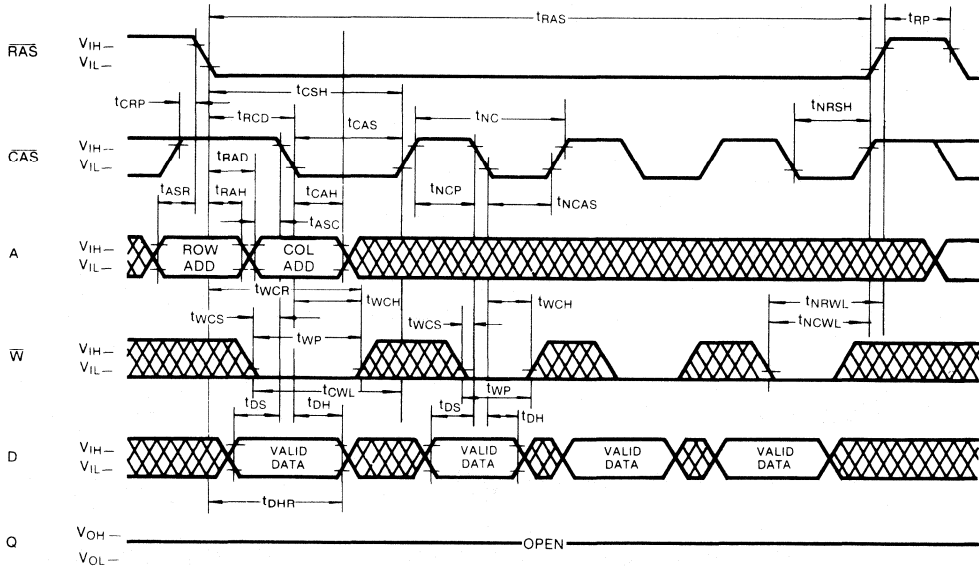 tRAS
tRP
RAS
VIH
VIL
tCSH
tCRP
tRCD
tCAS
tNC
tNRSH
CAS
VIH
VIL
tRAD
tASR
tRAH
tCAH
tNCP
tNCAS
tASC
A
VIH
VIL
ROW ADD
COL ADD
tWCR
tWCH
tWCH
tNRWL
tWCS
tWP
tWCS
tNCWL
W
VIH
VIL
tCWL
tWP
tDS
tDH
tDS
tDH
D
VIH
VIL
VALID DATA
VALID DATA
VALID DATA
VALID DATA
tDHR
Q
VOH
VOL
OPEN